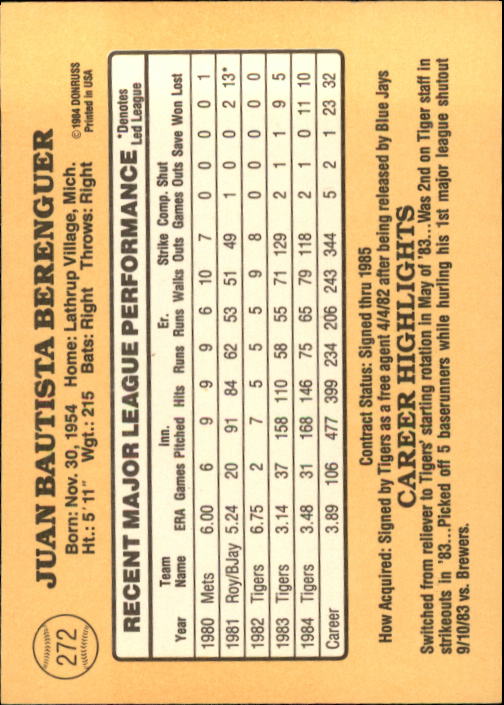 272
JUAN BAUTISTA BERENGUER
© 1984 DONRUSS
Printed in USA
Born: Nov. 30, 1954 Home: Lathrup Village, Mich.
Ht.: 5' 11" Wgt.: 215 Bats: Right Throws: Right
RECENT MAJOR LEAGUE PERFORMANCE
*Denotes
Led League
Team Inn. Er. Strike Comp. Shut
Year Name ERA Games Pitched Hits Runs Runs Walks Outs Games Outs Save Won Lost
1980 Mets 6.00 6 9 9 9 6 10 7 0 0 0 0 1
1981 Roy/BJay 5.24 20 91 84 62 53 51 49 1 0 0 2 13*
1982 Tigers 6.75 2 7 5 5 5 9 8 0 0 0 0 0
1983 Tigers 3.14 37 158 110 58 55 71 129 2 1 1 9 5
1984 Tigers 3.48 31 168 146 75 65 79 118 2 1 0 11 10
Career 3.89 106 477 399 234 206 243 344 5 2 1 23 32
Contract Status: Signed thru 1985
How Acquired: Signed by Tigers as a free agent 4/4/82 after being released by Blue Jays
CAREER HIGHLIGHTS
Switched from reliever to Tigers' starting rotation in May of '83...Was 2nd on Tiger staff in
strikeouts in '83...Picked off 5 baserunners while hurling his 1st major league shutout
9/10/83 vs. Brewers.